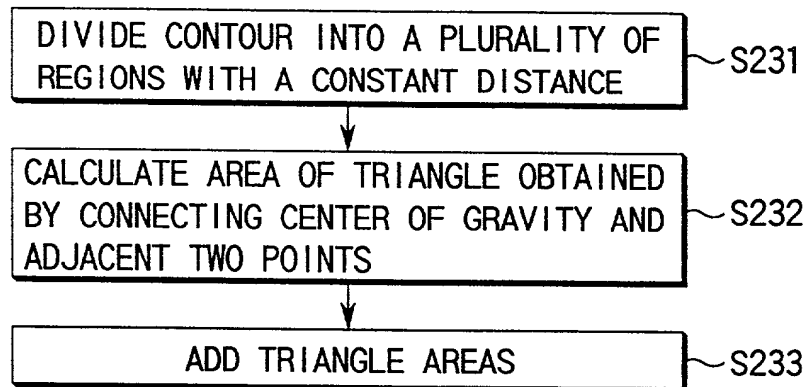 DIVIDE CONTOUR INTO A PLURALITY OF
REGIONS WITH A CONSTANT DISTANCE
S231
CALCULATE AREA OF TRIANGLE OBTAINED
BY CONNECTING CENTER OF GRAVITY AND
ADJACENT TWO POINTS
S232
ADD TRIANGLE AREAS
S233